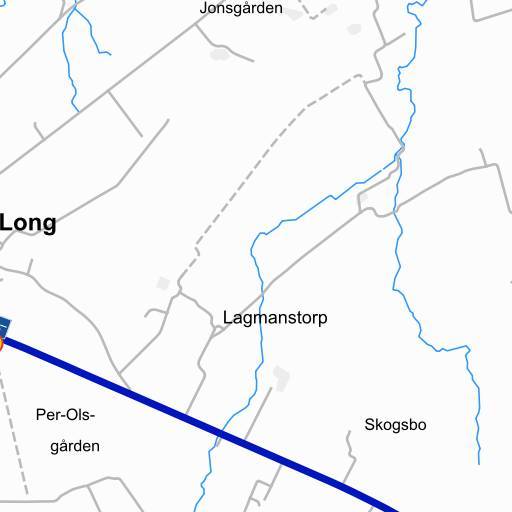 Jonsgården
Long
Lagmanstorp
Per-Ols-
gården
Skogsbo